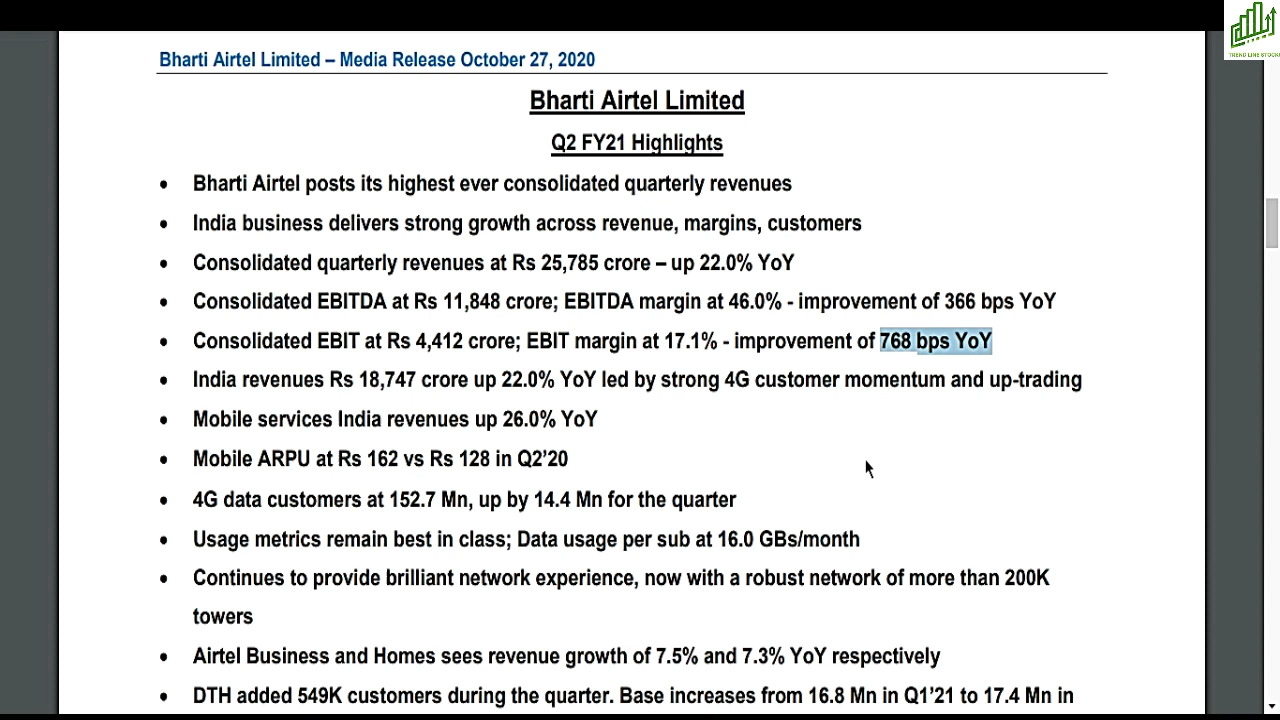 TREND LINE STOCKS
Bharti Airtel Limited – Media Release October 27, 2020
Bharti Airtel Limited
Q2 FY21 Highlights
• Bharti Airtel posts its highest ever consolidated quarterly revenues
• India business delivers strong growth across revenue, margins, customers
• Consolidated quarterly revenues at Rs 25,785 crore – up 22.0% YoY
• Consolidated EBITDA at Rs 11,848 crore; EBITDA margin at 46.0% - improvement of 366 bps YoY
• Consolidated EBIT at Rs 4,412 crore; EBIT margin at 17.1% - improvement of 768 bps YoY
• India revenues Rs 18,747 crore up 22.0% YoY led by strong 4G customer momentum and up-trading
• Mobile services India revenues up 26.0% YoY
• Mobile ARPU at Rs 162 vs Rs 128 in Q2’20
• 4G data customers at 152.7 Mn, up by 14.4 Mn for the quarter
• Usage metrics remain best in class; Data usage per sub at 16.0 GBs/month
• Continues to provide brilliant network experience, now with a robust network of more than 200K
towers
• Airtel Business and Homes sees revenue growth of 7.5% and 7.3% YoY respectively
• DTH added 549K customers during the quarter. Base increases from 16.8 Mn in Q1’21 to 17.4 Mn in